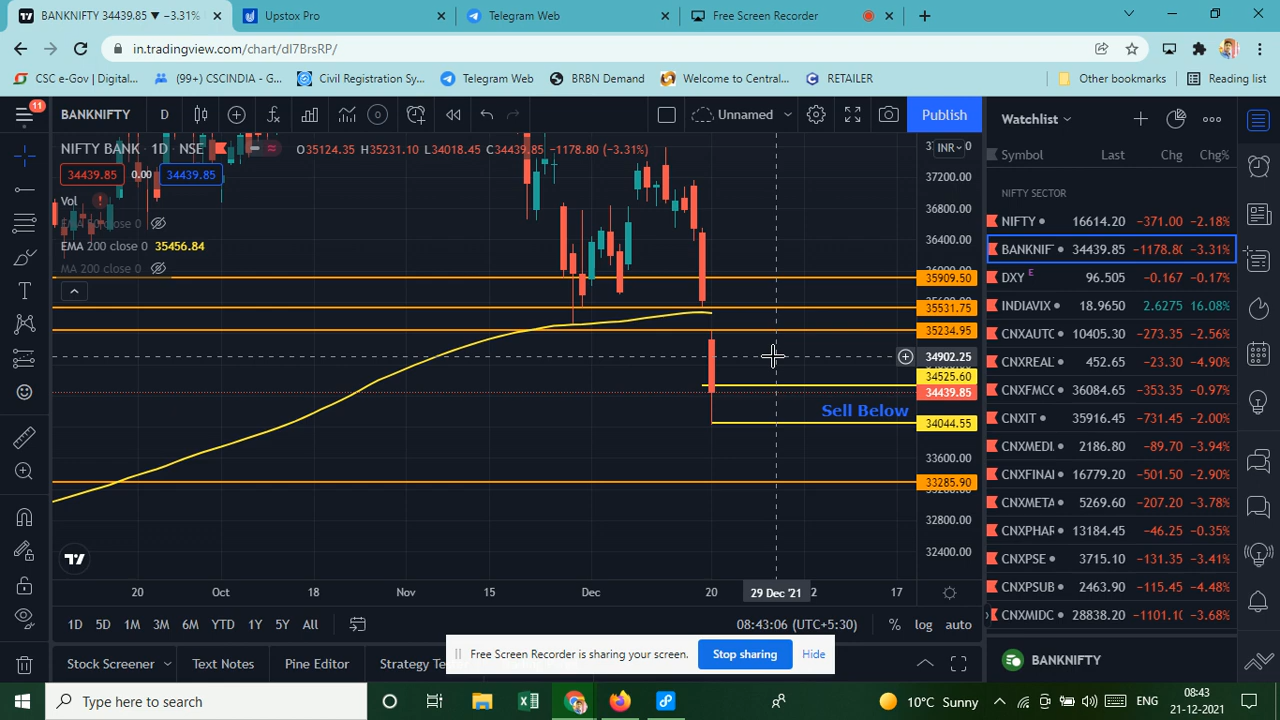 BANKNIFTY 34439.85 ▼ −3.31%
Upstox Pro
Telegram Web
Free Screen Recorder
in.tradingview.com/chart/dI7BrsRP/
CSC e-Gov | Digital...
(99+) CSCINDIA - G...
Civil Registration Sy...
Telegram Web
BRBN Demand
Welcome to Central...
RETAILER
Other bookmarks
Reading list
11
BANKNIFTY
D
Unnamed
Publish
Watchlist
NIFTY BANK · 1D · NSE
O35124.35 H35231.10 L34018.45 C34439.85 −1178.80 (−3.31%)
INR
Symbol Last Chg Chg%
34439.85 0.00 34439.85
Vol
EMA 200 close 0 35456.84
MA 200 close 0
37200.00
36800.00
36400.00
35909.50
35531.75
35234.95
34902.25
34525.60
34439.85
Sell Below
34044.55
33600.00
33285.90
32800.00
32400.00
NIFTY SECTOR
NIFTY 16614.20 −371.00 −2.18%
BANKNIF 34439.85 −1178.80 −3.31%
DXY E 96.505 −0.167 −0.17%
INDIAVIX 18.9650 2.6275 16.08%
CNXAUTC 10405.30 −273.35 −2.56%
CNXREAL 452.65 −23.30 −4.90%
CNXFMCC 36084.65 −353.35 −0.97%
CNXIT 35916.45 −731.45 −2.00%
CNXMEDI. 2186.80 −89.70 −3.94%
CNXFINAI 16779.20 −501.50 −2.90%
CNXMETA 5269.60 −207.20 −3.78%
CNXPHAR 13184.45 −46.25 −0.35%
CNXPSE 3715.10 −131.35 −3.41%
CNXPSUB 2463.90 −115.45 −4.48%
CNXMIDC 28838.20 −1101.10 −3.68%
20 Oct 18 Nov 15 Dec 20 29 Dec '21 2 17
1D 5D 1M 3M 6M YTD 1Y 5Y All
08:43:06 (UTC+5:30)
% log auto
Free Screen Recorder is sharing your screen.
Stop sharing
Hide
Stock Screener
Text Notes
Pine Editor
Strategy Te
BANKNIFTY
Type here to search
10°C Sunny
ENG
08:43
21-12-2021